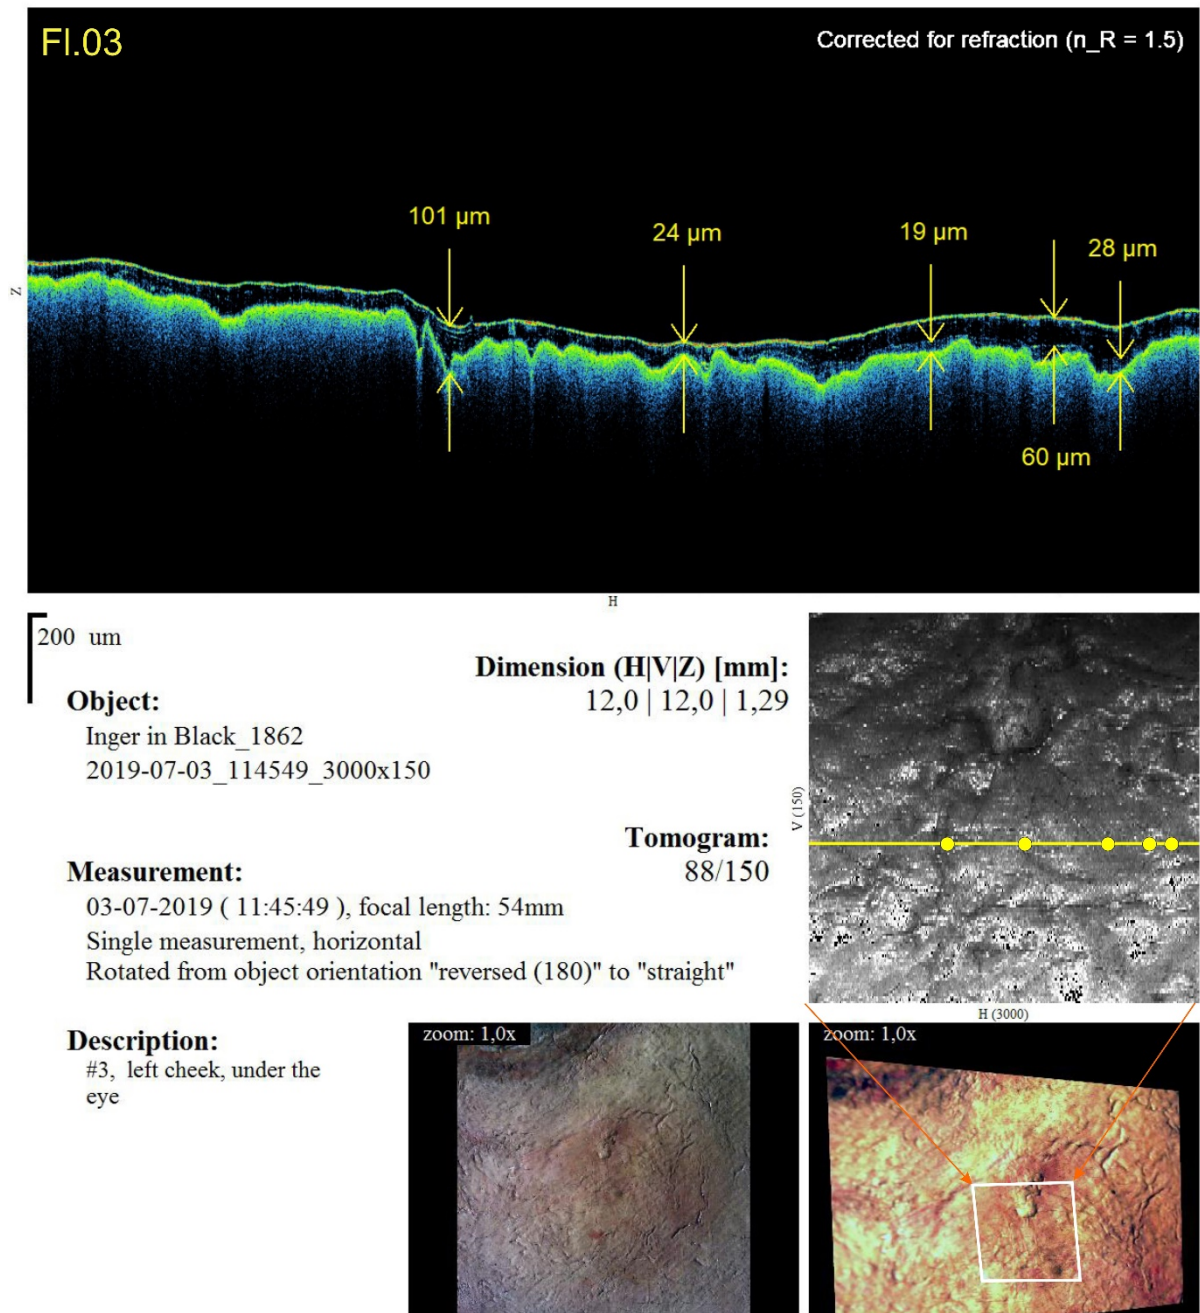 Fl.03
Corrected for refraction (n_R = 1.5)
101 µm
24 µm
19 µm
28 µm
60 µm
Z
H
200 um
Dimension (H|V|Z) [mm]:
12,0 | 12,0 | 1,29
Object:
Inger in Black_1862
2019-07-03_114549_3000x150
Tomogram:
88/150
Measurement:
03-07-2019 ( 11:45:49 ), focal length: 54mm
Single measurement, horizontal
Rotated from object orientation "reversed (180)" to "straight"
V (150)
H (3000)
Description:
#3, left cheek, under the
eye
zoom: 1,0x
zoom: 1,0x